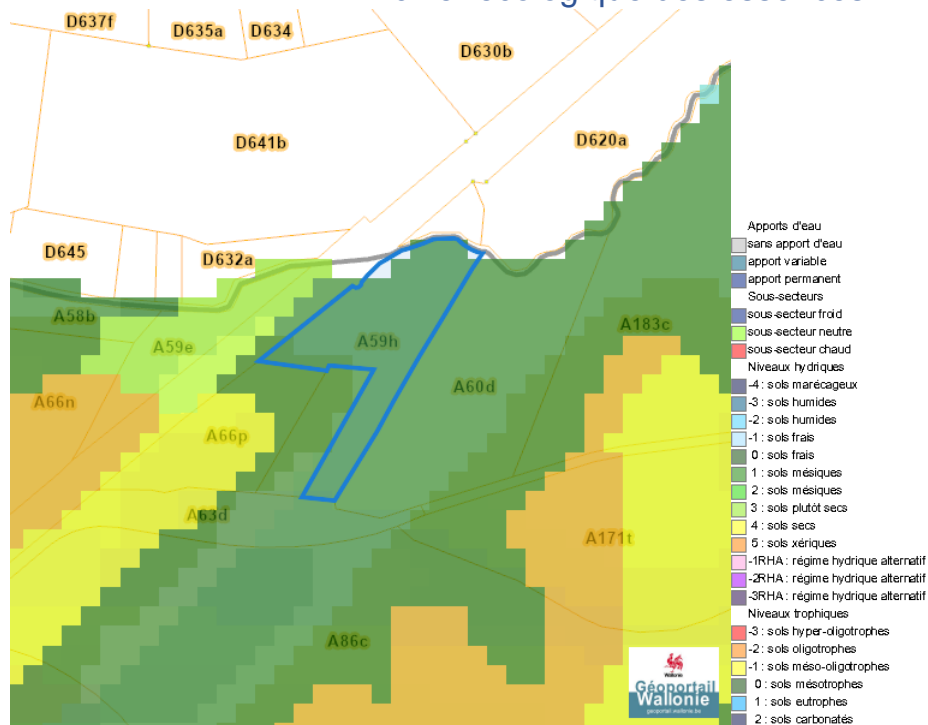 D637f
D635a
D634
D630b
D641b
D620a
D645
D632a
A58b
A59e
A59h
A183c
A60d
A66n
A66p
A63d
A171t
A86c
Apports d'eau
sans apport d'eau
apport variable
apport permanent
Sous-secteurs
sous-secteur froid
sous-secteur neutre
sous-secteur chaud
Niveaux hydriques
-4 : sols marécageux
-3 : sols humides
-2 : sols humides
-1 : sols frais
0 : sols frais
1 : sols mésiques
2 : sols mésiques
3 : sols plutôt secs
4 : sols secs
5 : sols xériques
-1RHA : régime hydrique alternatif
-2RHA : régime hydrique alternatif
-3RHA : régime hydrique alternatif
Niveaux trophiques
-3 : sols hyper-oligotrophes
-2 : sols oligotrophes
-1 : sols méso-oligotrophes
0 : sols mésotrophes
1 : sols eutrophes
2 : sols carbonatés
Wallonie
Géoportail
Wallonie
geoportail.wallonie.be